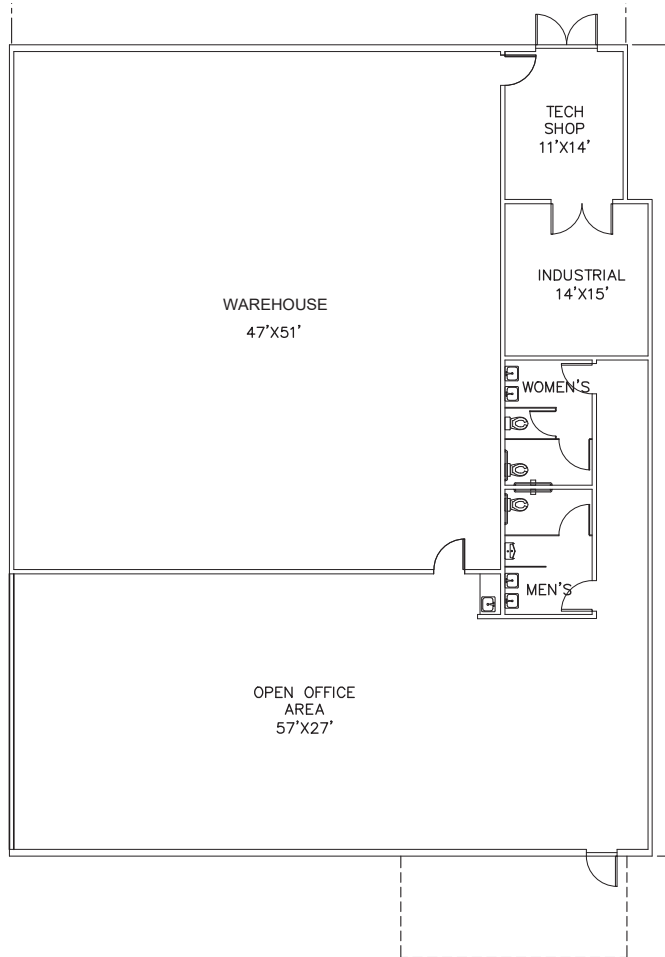 TECH
SHOP
11'X14'
INDUSTRIAL
14'X15'
WAREHOUSE
47'X51'
WOMEN'S
MEN'S
OPEN OFFICE
AREA
57'X27'